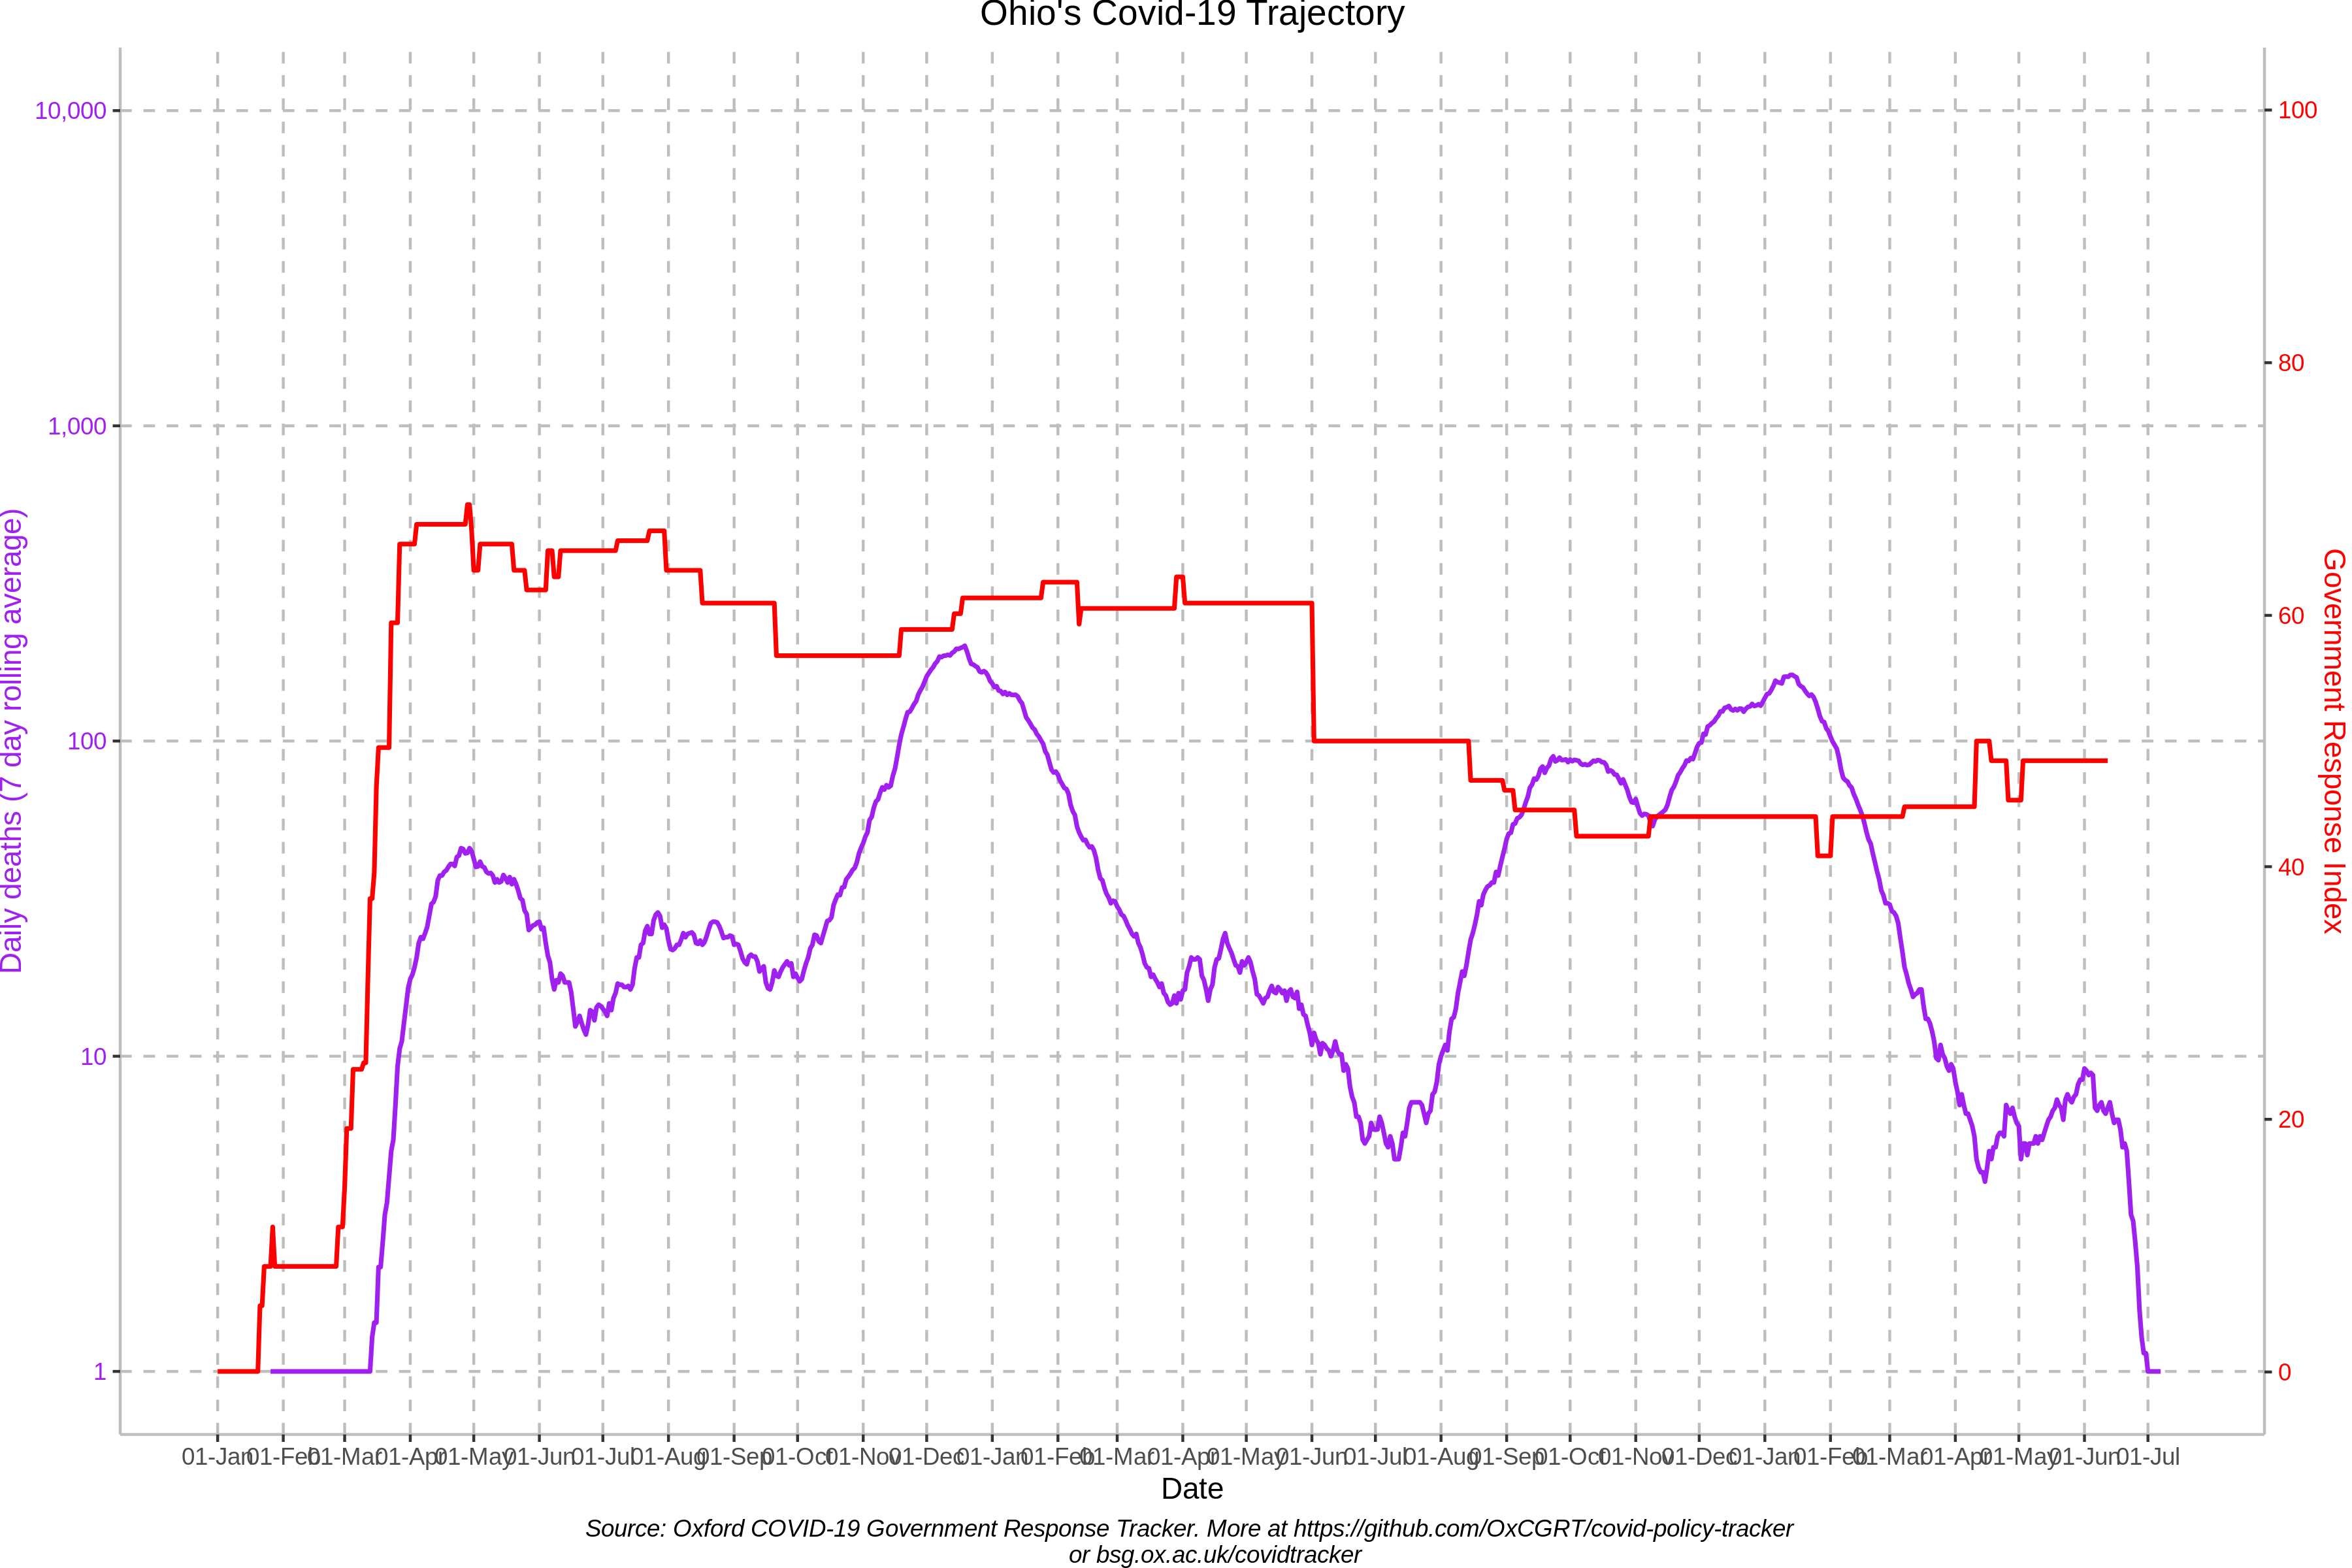 Ohio's Covid-19 Trajectory
10,000
1,000
100
10
1
Daily deaths (7 day rolling average)
100
80
60
40
20
0
Government Response Index
01-Jan
01-Feb
01-Mar
01-Apr
01-May
01-Jun
01-Jul
01-Aug
01-Sep
01-Oct
01-Nov
01-Dec
01-Jan
01-Feb
01-Mar
01-Apr
01-May
01-Jun
01-Jul
01-Aug
01-Sep
01-Oct
01-Nov
01-Dec
01-Jan
01-Feb
01-Mar
01-Apr
01-May
01-Jun
01-Jul
Date
Source: Oxford COVID-19 Government Response Tracker. More at https://github.com/OxCGRT/covid-policy-tracker
or bsg.ox.ac.uk/covidtracker